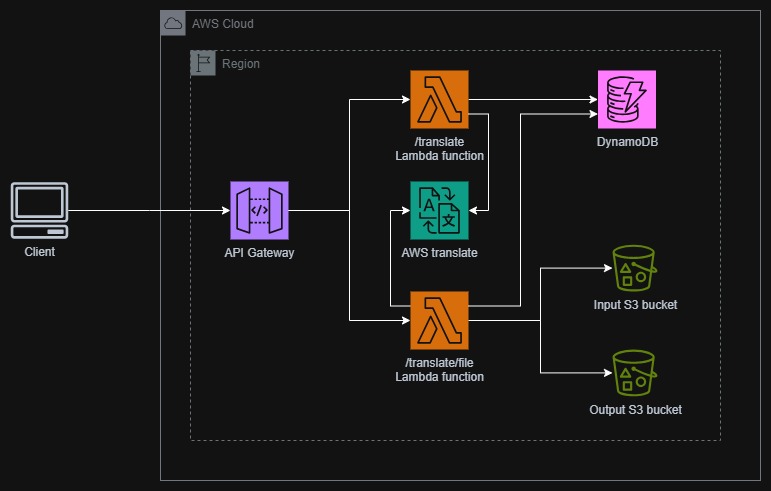 AWS Cloud
Region
/translate
Lambda function
DynamoDB
Client
API Gateway
A
文
AWS translate
Input S3 bucket
/translate/file
Lambda function
Output S3 bucket